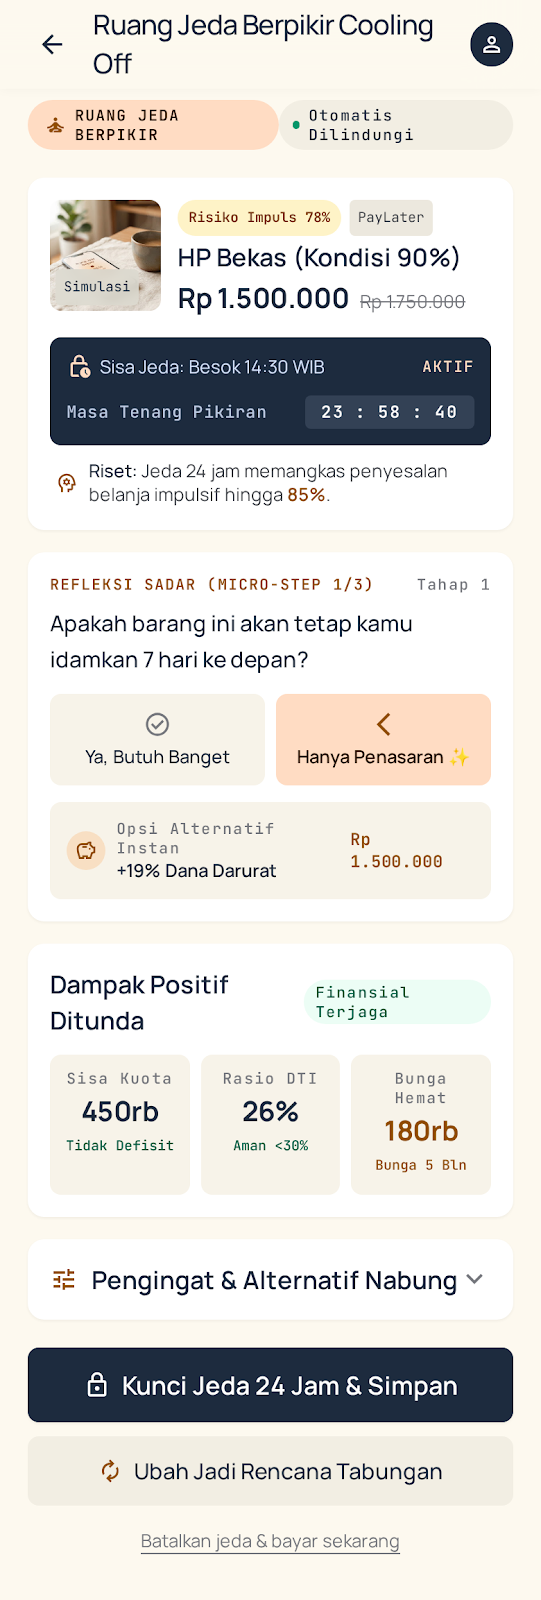 Ruang Jeda Berpikir Cooling
Off
RUANG JEDA
BERPIKIR
Otomatis
Dilindungi
Simulasi
Risiko Impuls 78%
PayLater
HP Bekas (Kondisi 90%)
Rp 1.500.000 Rp 1.750.000
Sisa Jeda: Besok 14:30 WIB
AKTIF
Masa Tenang Pikiran
23 : 58 : 40
Riset: Jeda 24 jam memangkas penyesalan
belanja impulsif hingga 85%.
REFLEKSI SADAR (MICRO-STEP 1/3)
Tahap 1
Apakah barang ini akan tetap kamu
idamkan 7 hari ke depan?
Ya, Butuh Banget
Hanya Penasaran ✨
Opsi Alternatif
Instan
+19% Dana Darurat
Rp
1.500.000
Dampak Positif
Ditunda
Finansial
Terjaga
Sisa Kuota
450rb
Tidak Defisit
Rasio DTI
26%
Aman <30%
Bunga
Hemat
180rb
Bunga 5 Bln
Pengingat & Alternatif Nabung
Kunci Jeda 24 Jam & Simpan
Ubah Jadi Rencana Tabungan
Batalkan jeda & bayar sekarang